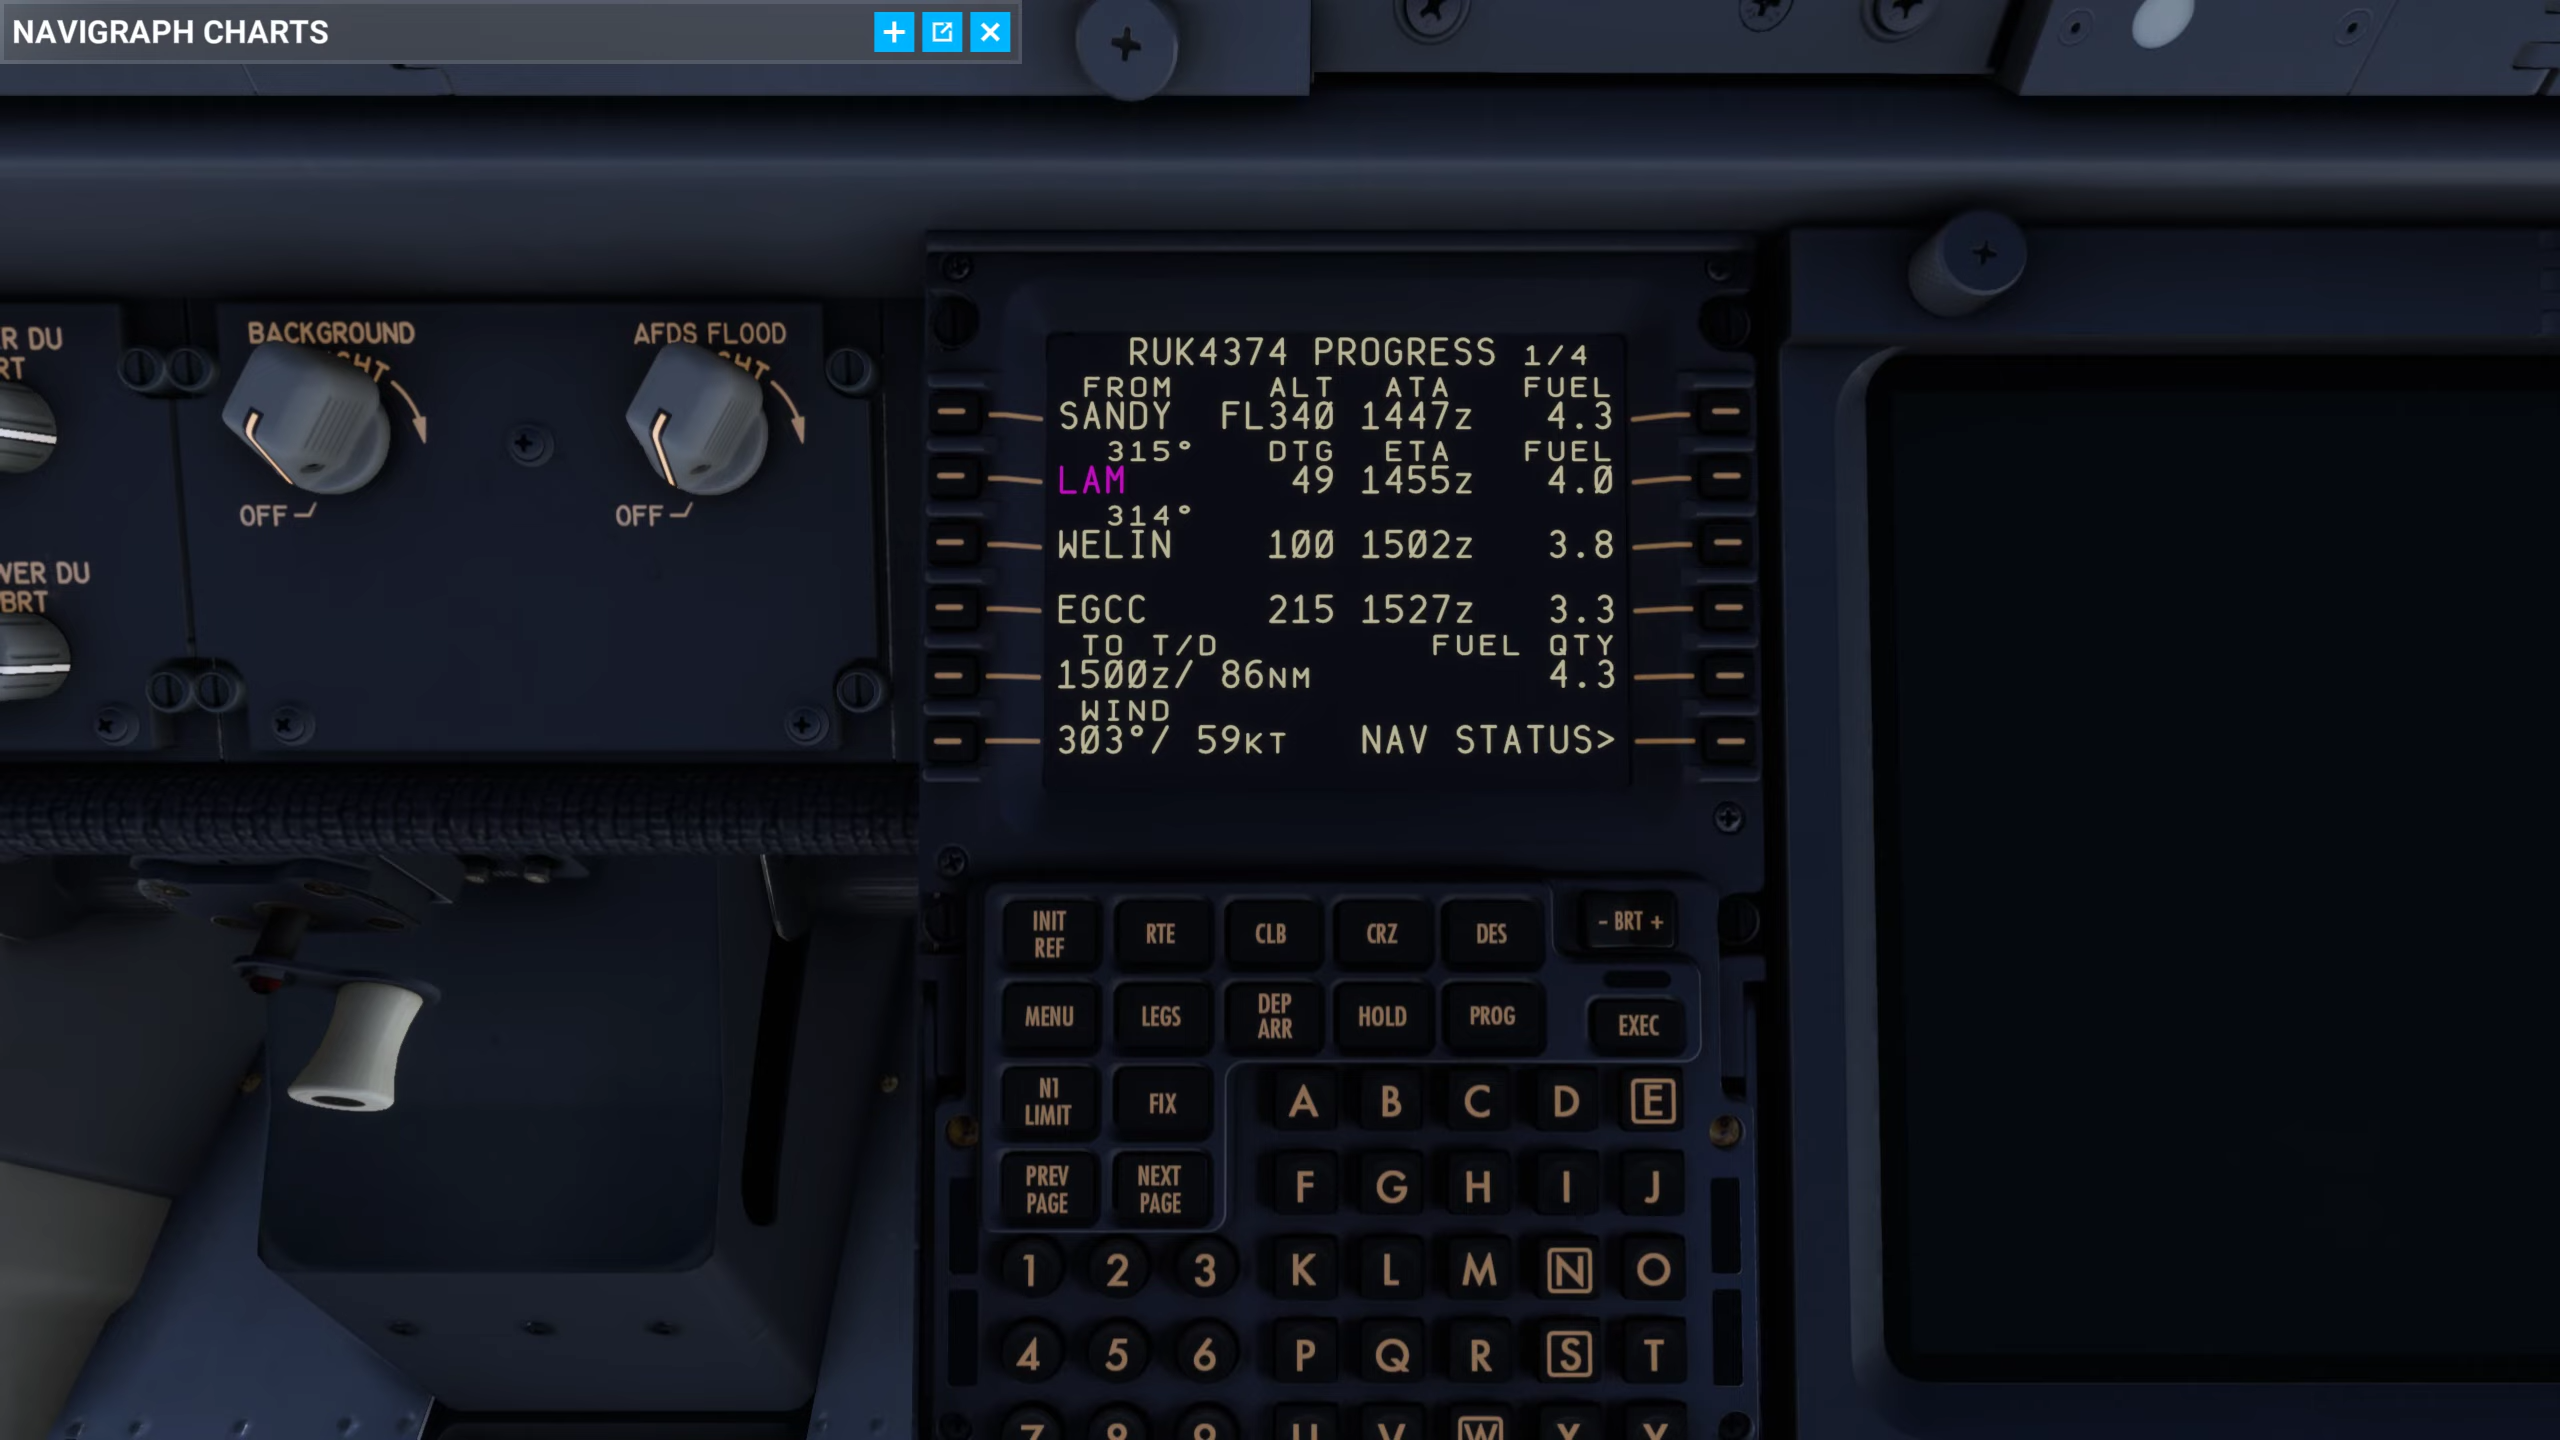 NAVIGRAPH CHARTS
BACKGROUND
OFF
AFDS FLOOD
OFF
RUK4374 PROGRESS 1/4
FROM ALT ATA FUEL
SANDY FL340 1447z 4.3
315° DTG ETA FUEL
LAM 49 1455z 4.0
314°
WELIN 100 1502z 3.8
EGCC 215 1527z 3.3
TO T/D FUEL QTY
1500z/ 86NM 4.3
WIND
303°/ 59KT NAV STATUS>
INIT REF RTE CLB CRZ DES - BRT +
MENU LEGS DEP ARR HOLD PROG EXEC
N1 LIMIT FIX A B C D E
PREV PAGE NEXT PAGE F G H I J
1 2 3 K L M N O
4 5 6 P Q R S T
DU
DU
BRT